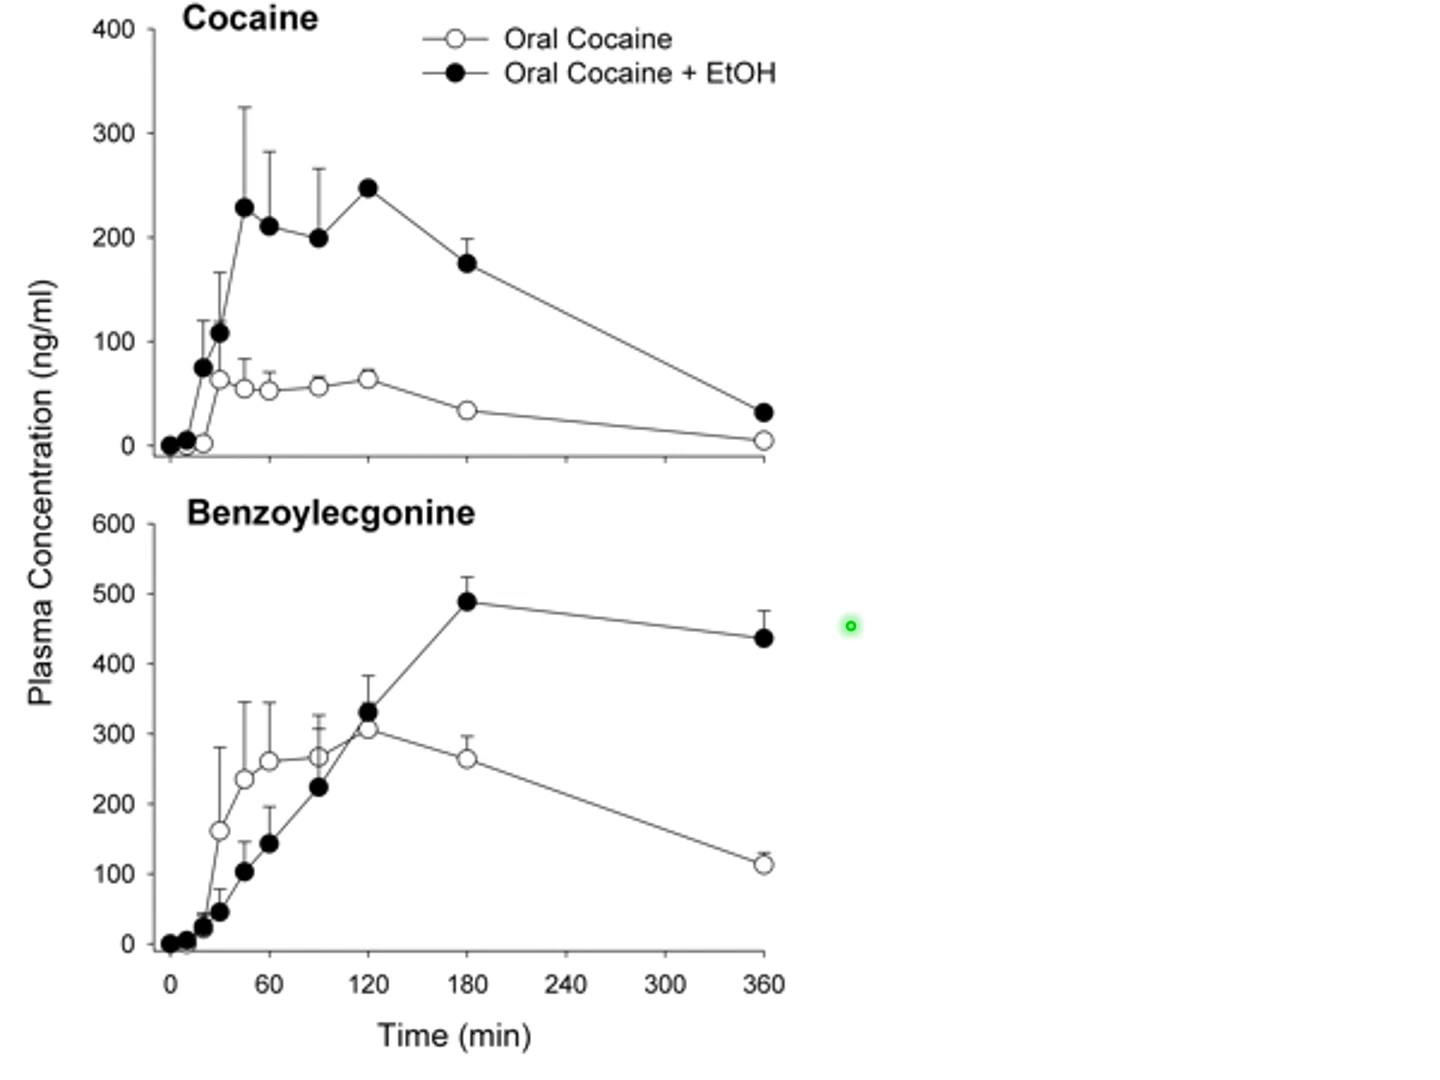 Cocaine
Oral Cocaine
Oral Cocaine + EtOH
400
300
200
100
0
Plasma Concentration (ng/ml)
Benzoylecgonine
600
500
400
300
200
100
0
0 60 120 180 240 300 360
Time (min)